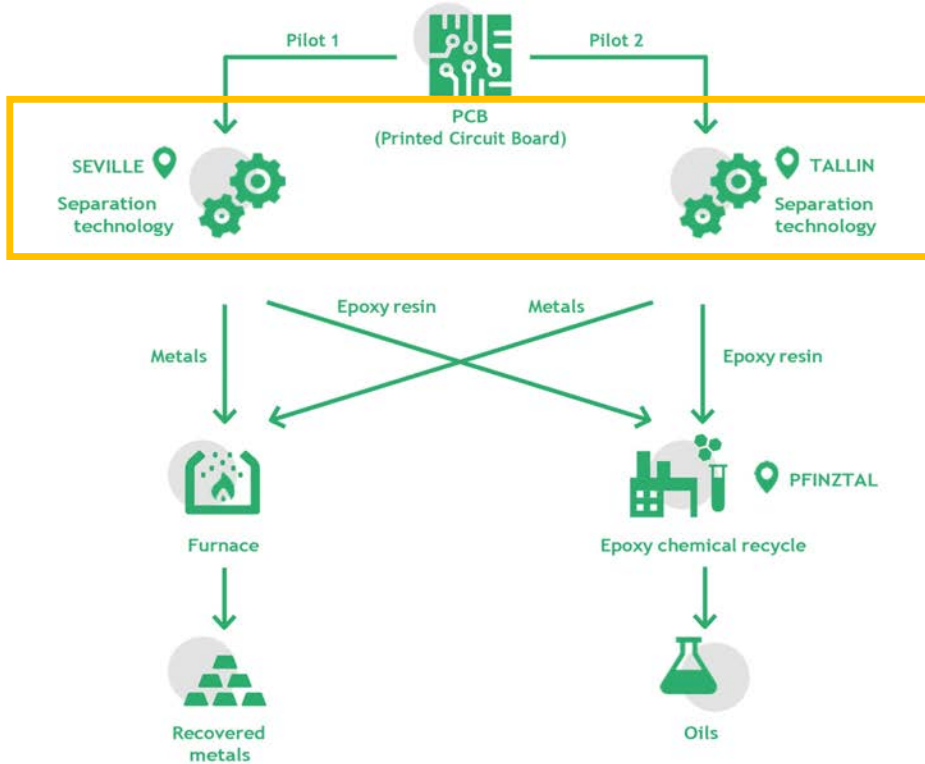 Pilot 1
Pilot 2
PCB
(Printed Circuit Board)
SEVILLE
Separation
technology
TALLIN
Separation
technology
Epoxy resin
Metals
Metals
Epoxy resin
PFINZTAL
Furnace
Epoxy chemical recycle
Recovered
metals
Oils